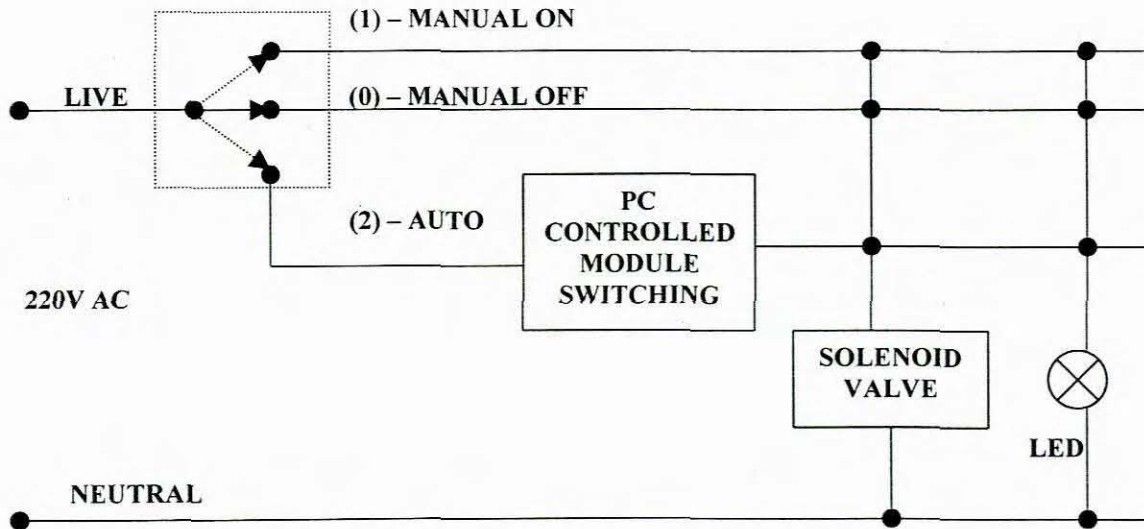 (1) – MANUAL ON
LIVE
(0) – MANUAL OFF
(2) – AUTO
PC
CONTROLLED
MODULE
SWITCHING
220V AC
SOLENOID
VALVE
LED
NEUTRAL